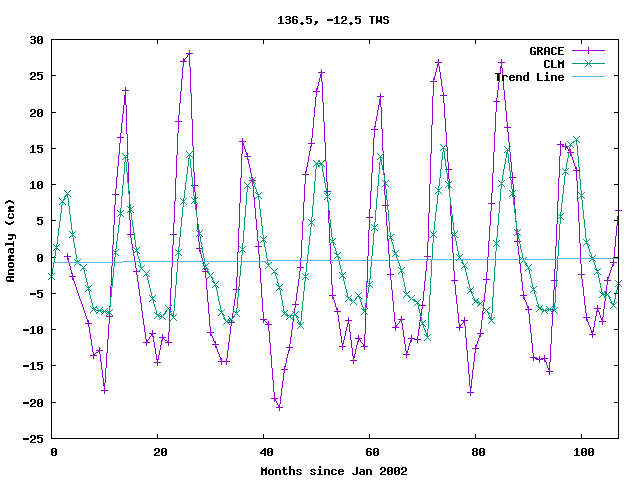 136.5, -12.5 TWS
GRACE
CLM
Trend Line
30
25
20
15
10
5
0
-5
-10
-15
-20
-25
Anomaly (cm)
0 20 40 60 80 100
Months since Jan 2002